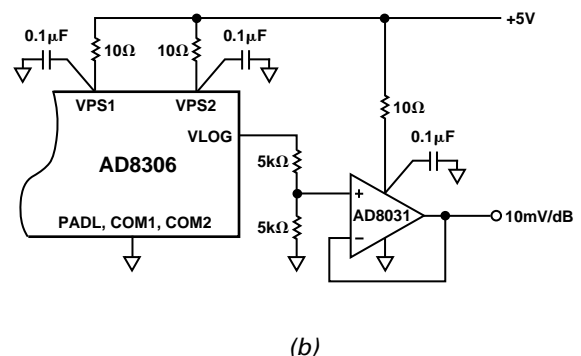 +5V
0.1μF
10Ω
10Ω
0.1μF
VPS1
VPS2
10Ω
VLOG
0.1μF
AD8306
5kΩ
+
AD8031
10mV/dB
PADL, COM1, COM2
5kΩ
−
(b)